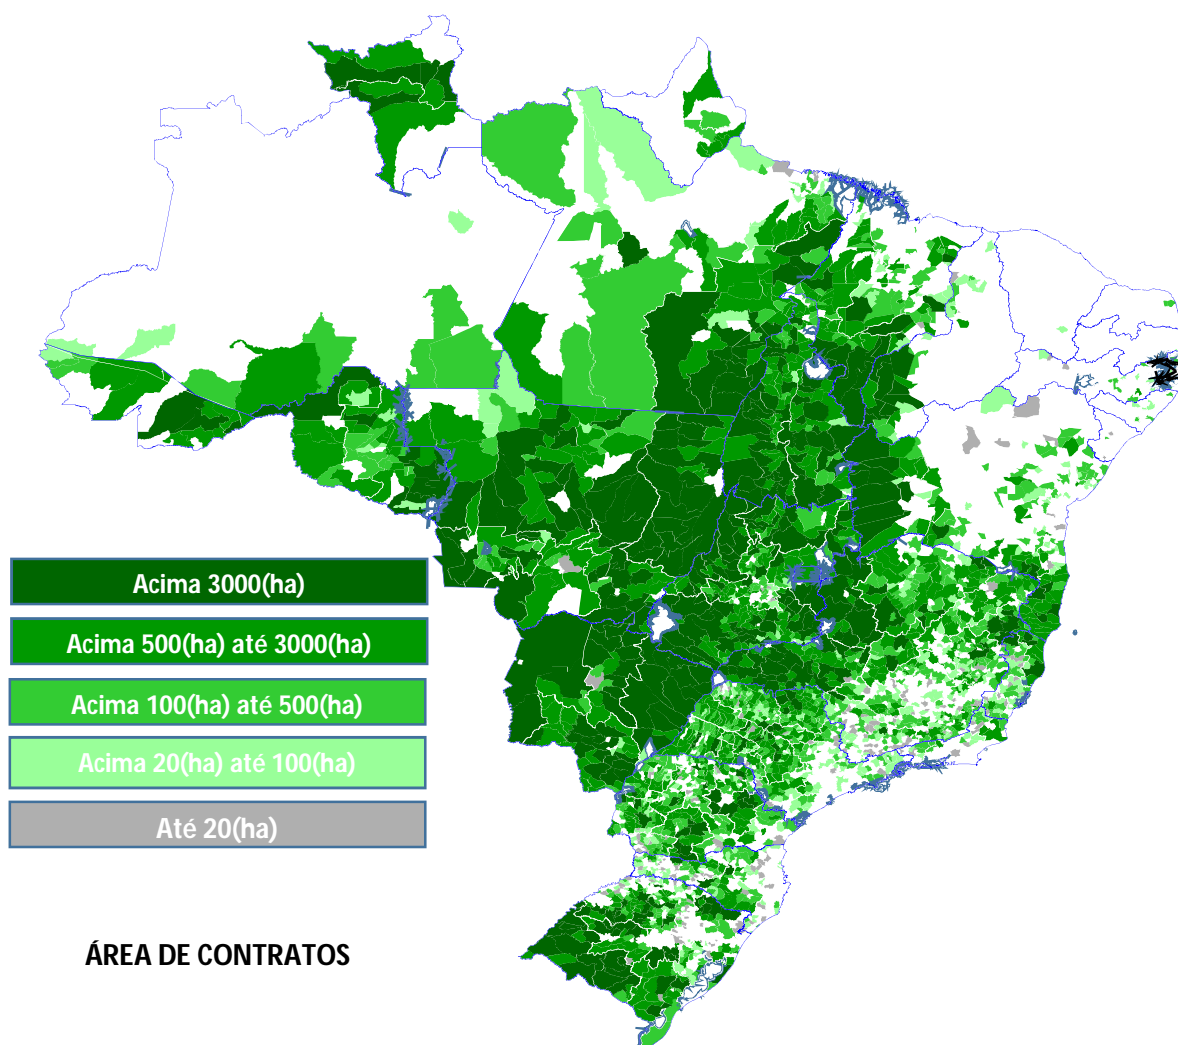 Acima 3000(ha)
Acima 500(ha) até 3000(ha)
Acima 100(ha) até 500(ha)
Acima 20(ha) até 100(ha)
Até 20(ha)
ÁREA DE CONTRATOS